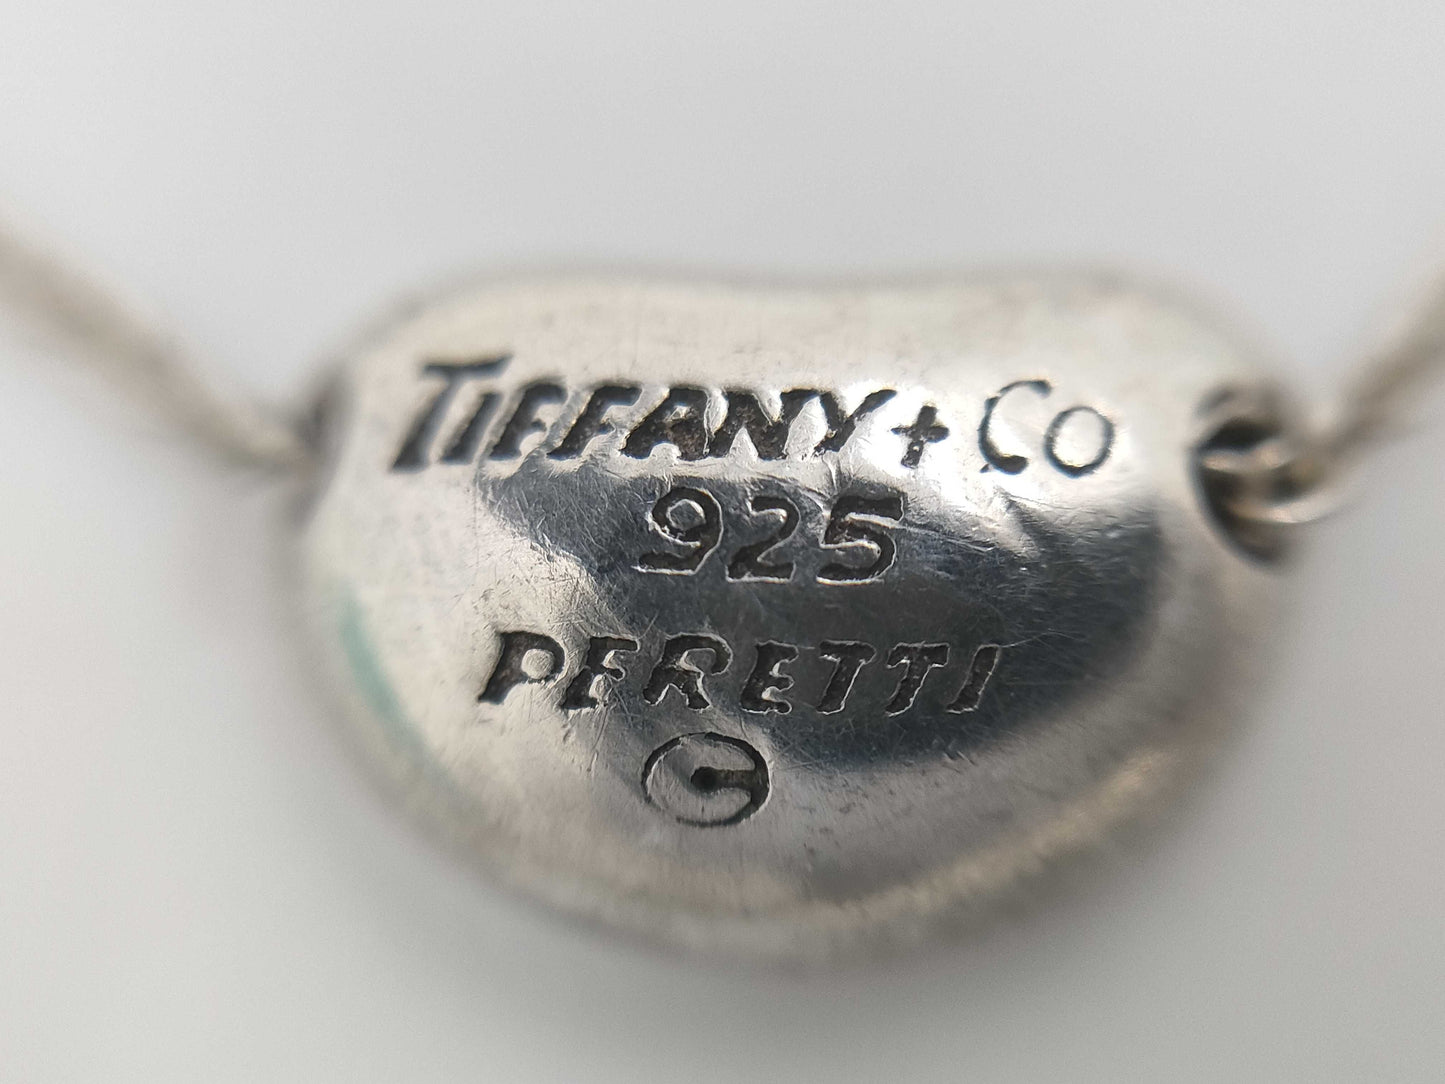 TIFFANY + CO
925
PERETTI